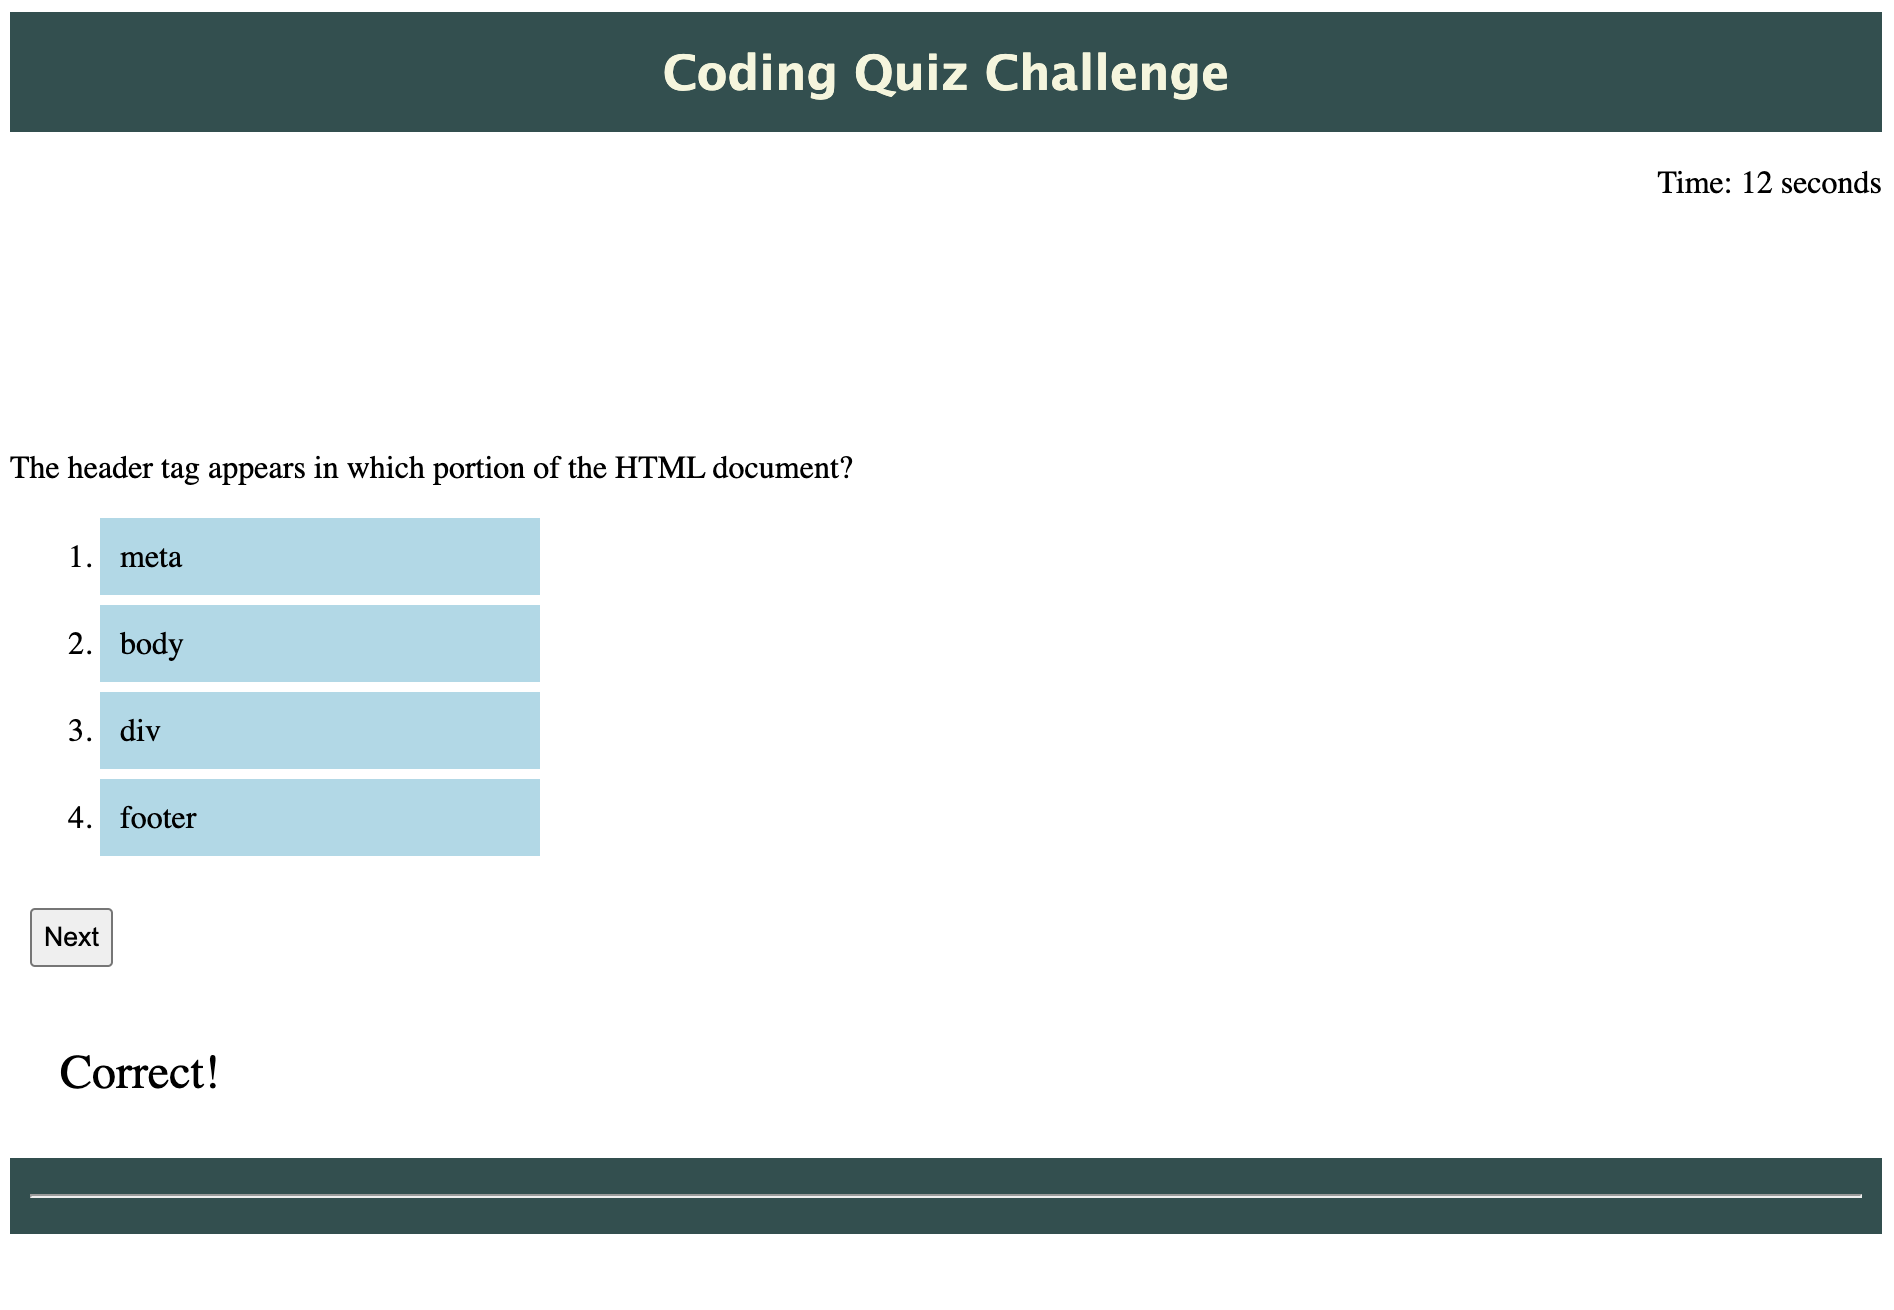 Coding Quiz Challenge
Time: 12 seconds
The header tag appears in which portion of the HTML document?
1. meta
2. body
3. div
4. footer
Next
Correct!